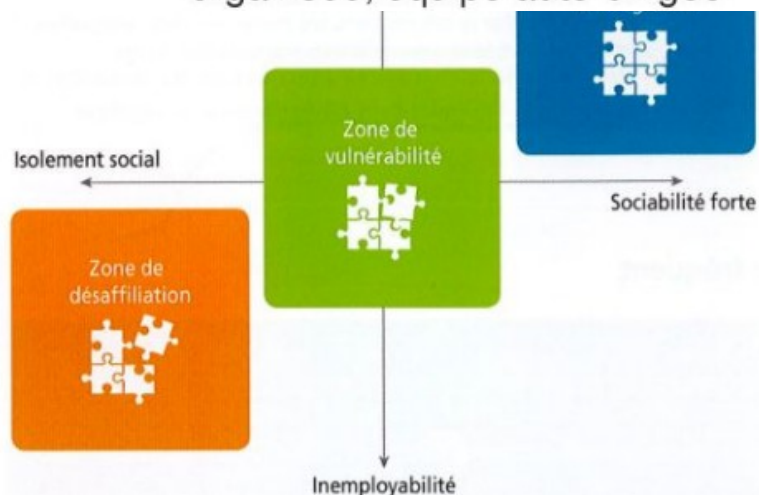 Zone de
vulnérabilité
Isolement social
Sociabilité forte
Zone de
désaffiliation
Inemployabilité